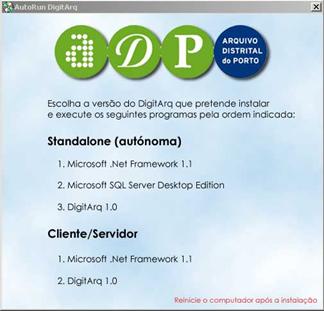 AutoRun DigitArq
aDP
ARQUIVO
DISTRITAL
do PORTO
Escolha a versão do DigitArq que pretende instalar
e execute os seguintes programas pela ordem indicada:
Standalone (autónoma)
1. Microsoft .Net Framework 1.1
2. Microsoft SQL Server Desktop Edition
3. DigitArq 1.0
Cliente/Servidor
1. Microsoft .Net Framework 1.1
2. DigitArq 1.0
Reinicie o computador após a instalação